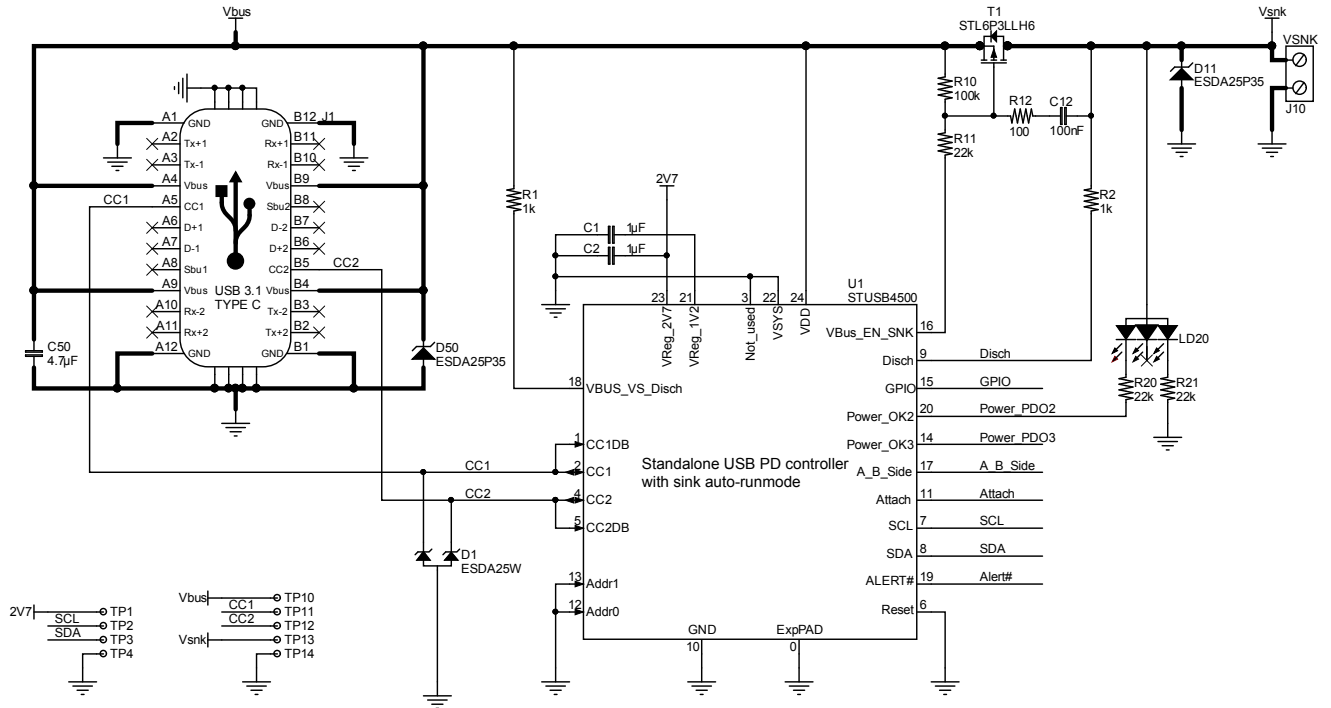 Vbus
T1
STL6P3LLH6
Vsnk
VSNK
J10
D11
ESDA25P35
R10
100k
R12
100
C12
100nF
R11
22k
R2
1k
R1
1k
A1 GND GND B12 J1
A2 Tx+1 Rx+1 B11
A3 Tx-1 Rx-1 B10
A4 Vbus Vbus B9
CC1 A5 CC1 Sbu2 B8
A6 D+1 D-2 B7
A7 D-1 D+2 B6
A8 Sbu1 CC2 B5 CC2
A9 Vbus Vbus B4
A10 Rx-2 Tx-2 B3
A11 Rx+2 Tx+2 B2
A12 GND GND B1
USB 3.1
TYPE C
C50
4.7µF
D50
ESDA25P35
2V7
C1 1µF
C2 1µF
U1
STUSB4500
23 VReg_2V7
21 VReg_1V2
3 Not_used
22 VSYS
24 VDD
18 VBUS_VS_Disch
1 CC1DB
CC1 2 CC1
CC2 4 CC2
5 CC2DB
13 Addr1
12 Addr0
Standalone USB PD controller
with sink auto-runmode
VBus_EN_SNK 16
Disch 9 Disch
GPIO 15 GPIO
Power_OK2 20 Power_PDO2
Power_OK3 14 Power_PDO3
A_B_Side 17 A_B_Side
Attach 11 Attach
SCL 7 SCL
SDA 8 SDA
ALERT# 19 Alert#
Reset 6
GND 10
ExpPAD 0
LD20
R20
22k
R21
22k
D1
ESDA25W
2V7 TP1
SCL TP2
SDA TP3
TP4
Vbus TP10
CC1 TP11
CC2 TP12
Vsnk TP13
TP14